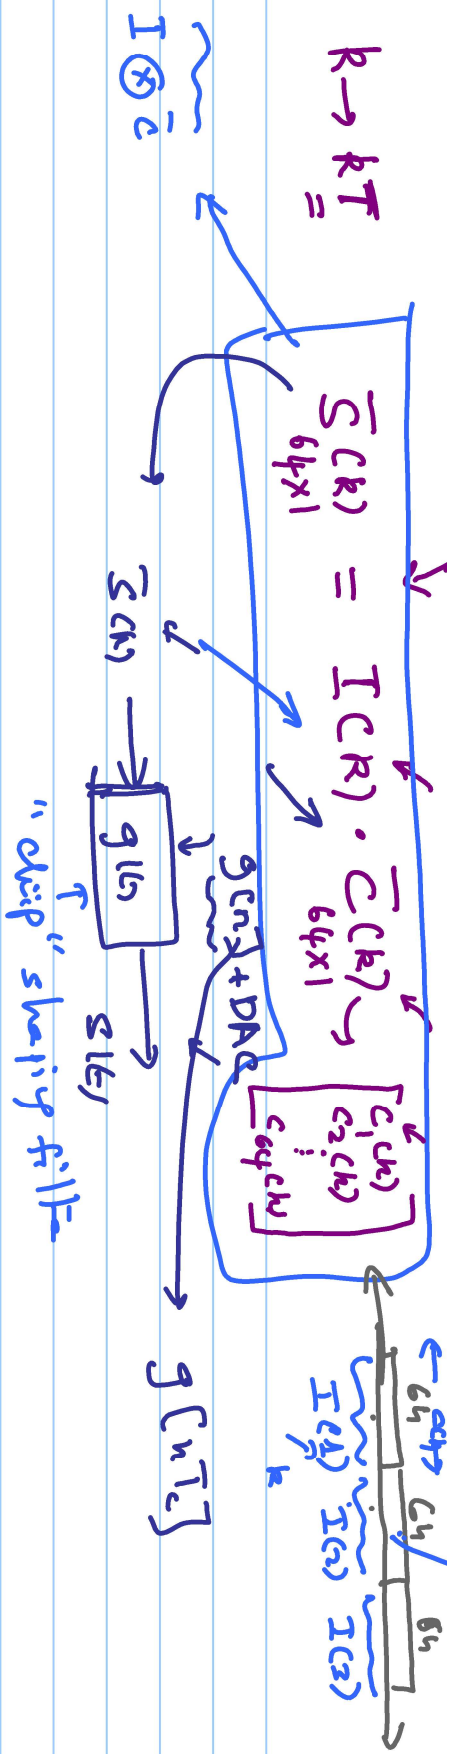 k → kT
S̄(k) = I(k) · c̄(k)
64×1 64×1
c₁(k)
c₂(k)
⋮
c₆₄(k)
64 64 64
I(1) I(2) I(3)
k
I ⊗ c̄
s̄(k) → g(t) → s(t)
g[n] + DAC
g[nTc]
"chip" shaping filter